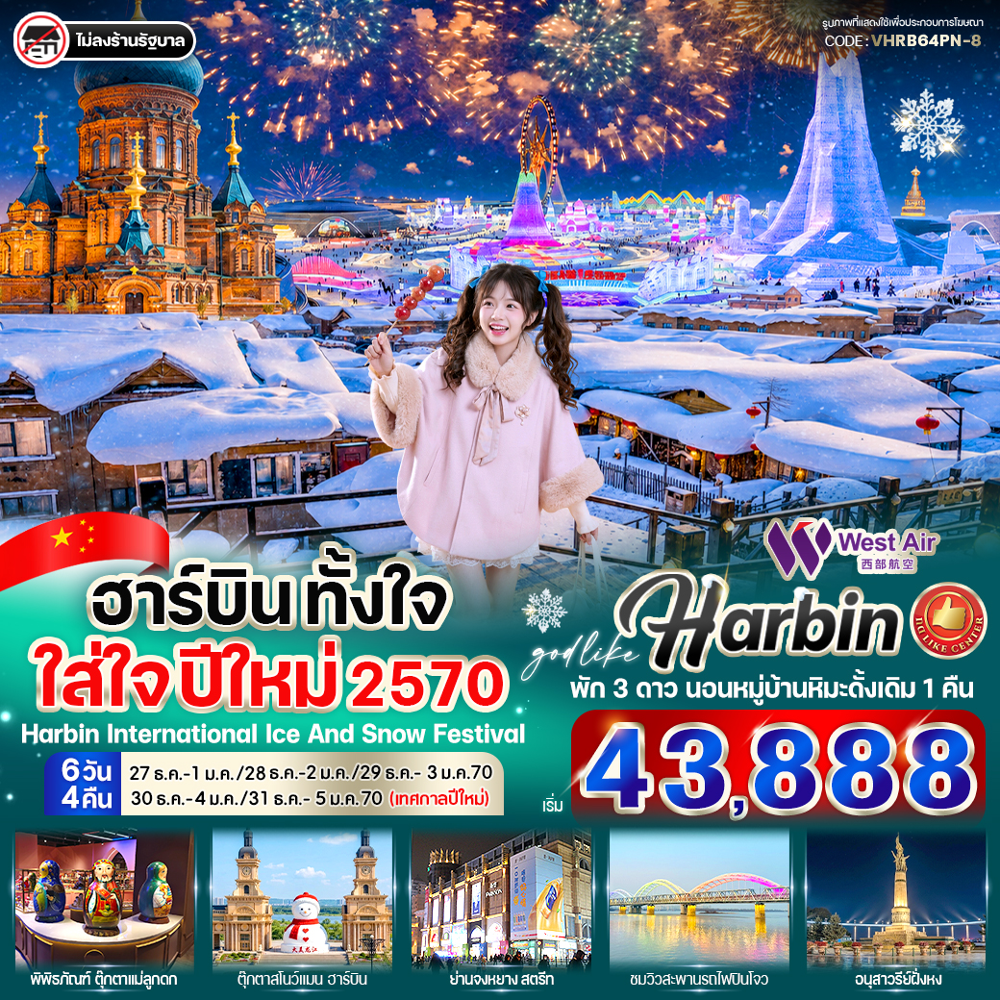 ไม่ลงร้านรัฐบาล
รูปภาพที่แสดงใช้เพื่อประกอบการโฆษณา
CODE : VHRB64PN-8
West Air
西部航空
ฮาร์บิน ทั้งใจ
ใส่ใจ ปีใหม่ 2570
Harbin International Ice And Snow Festival
godlike
Harbin
กด LIKE CENTER
พัก 3 ดาว นอนหมู่บ้านหิมะดั้งเดิม 1 คืน
6 วัน
4 คืน
27 ธ.ค.-1 ม.ค./28 ธ.ค.-2 ม.ค./29 ธ.ค.- 3 ม.ค.70
30 ธ.ค.-4 ม.ค./31 ธ.ค.- 5 ม.ค.70 (เทศกาลปีใหม่)
เริ่ม 43,888
大美龙江
พิพิธภัณฑ์ ตุ๊กตาแม่ลูกดก
ตุ๊กตาสโนว์แมน ฮาร์บิน
ย่านจงหยาง สตรีท
ชมวิวสะพานรถไฟปินโจว
อนุสาวรีย์ฝั่งหง